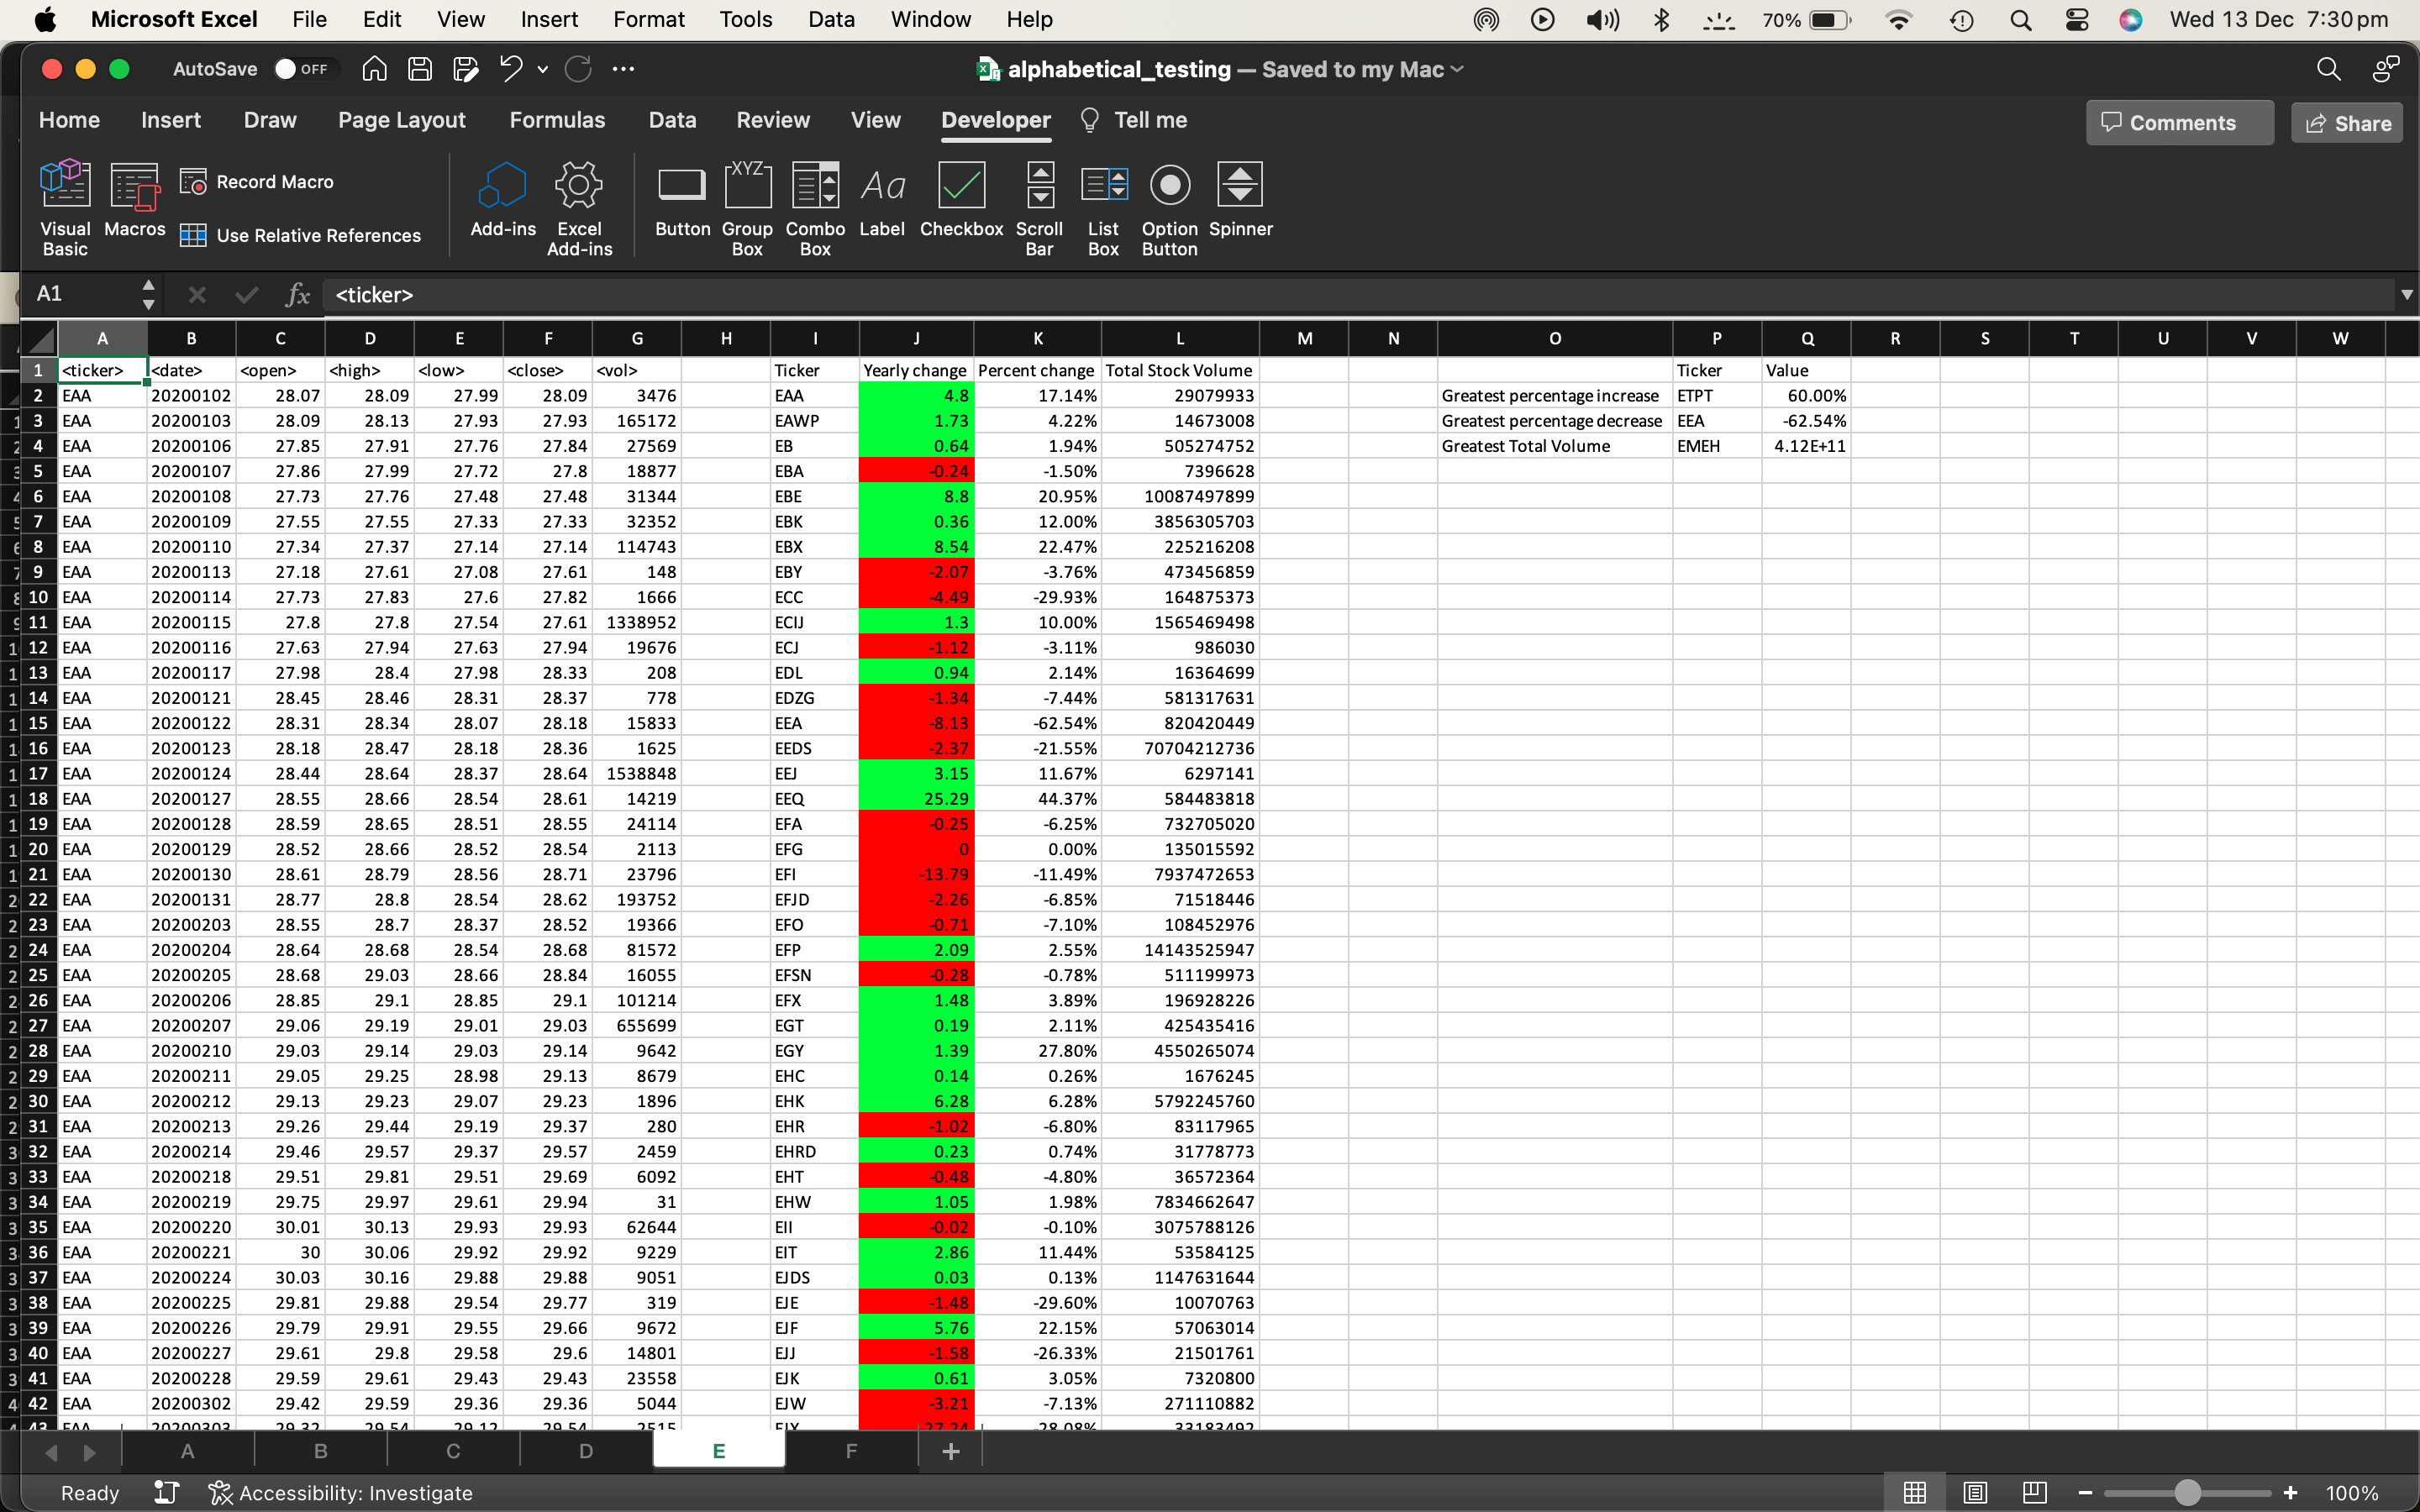 Microsoft Excel File Edit View Insert Format Tools Data Window Help 70% Wed 13 Dec 7:30 pm
AutoSave OFF alphabetical_testing — Saved to my Mac
Home Insert Draw Page Layout Formulas Data Review View Developer Tell me Comments Share
Visual Basic Macros Record Macro Use Relative References Add-ins Excel Add-ins Button Group Box Combo Box Label Checkbox Scroll Bar List Box Option Button Spinner
A1 fx <ticker>
A B C D E F G H I J K L M N O P Q R S T U V W
1 <ticker> <date> <open> <high> <low> <close> <vol> Ticker Yearly change Percent change Total Stock Volume Ticker Value
2 EAA 20200102 28.07 28.09 27.99 28.09 3476 EAA 4.8 17.14% 29079933 Greatest percentage increase ETPT 60.00%
3 EAA 20200103 28.09 28.13 27.93 27.93 165172 EAWP 1.73 4.22% 14673008 Greatest percentage decrease EEA -62.54%
4 EAA 20200106 27.85 27.91 27.76 27.84 27569 EB 0.64 1.94% 505274752 Greatest Total Volume EMEH 4.12E+11
5 EAA 20200107 27.86 27.99 27.72 27.8 18877 EBA -0.24 -1.50% 7396628
6 EAA 20200108 27.73 27.76 27.48 27.48 31344 EBE 8.8 20.95% 10087497899
7 EAA 20200109 27.55 27.55 27.33 27.33 32352 EBK 0.36 12.00% 3856305703
8 EAA 20200110 27.34 27.37 27.14 27.14 114743 EBX 8.54 22.47% 225216208
9 EAA 20200113 27.18 27.61 27.08 27.61 148 EBY -2.07 -3.76% 473456859
10 EAA 20200114 27.73 27.83 27.6 27.82 1666 ECC -4.49 -29.93% 164875373
11 EAA 20200115 27.8 27.8 27.54 27.61 1338952 ECIJ 1.3 10.00% 1565469498
12 EAA 20200116 27.63 27.94 27.63 27.94 19676 ECJ -1.12 -3.11% 986030
13 EAA 20200117 27.98 28.4 27.98 28.33 208 EDL 0.94 2.14% 16364699
14 EAA 20200121 28.45 28.46 28.31 28.37 778 EDZG -1.34 -7.44% 581317631
15 EAA 20200122 28.31 28.34 28.07 28.18 15833 EEA -8.13 -62.54% 820420449
16 EAA 20200123 28.18 28.47 28.18 28.36 1625 EEDS -2.37 -21.55% 70704212736
17 EAA 20200124 28.44 28.64 28.37 28.64 1538848 EEJ 3.15 11.67% 6297141
18 EAA 20200127 28.55 28.66 28.54 28.61 14219 EEQ 25.29 44.37% 584483818
19 EAA 20200128 28.59 28.65 28.51 28.55 24114 EFA -0.25 -6.25% 732705020
20 EAA 20200129 28.52 28.66 28.52 28.54 2113 EFG 0 0.00% 135015592
21 EAA 20200130 28.61 28.79 28.56 28.71 23796 EFI -13.79 -11.49% 7937472653
22 EAA 20200131 28.77 28.8 28.54 28.62 193752 EFJD -2.26 -6.85% 71518446
23 EAA 20200203 28.55 28.7 28.37 28.52 19366 EFO -0.71 -7.10% 108452976
24 EAA 20200204 28.64 28.68 28.54 28.68 81572 EFP 2.09 2.55% 14143525947
25 EAA 20200205 28.68 29.03 28.66 28.84 16055 EFSN -0.28 -0.78% 511199973
26 EAA 20200206 28.85 29.1 28.85 29.1 101214 EFX 1.48 3.89% 196928226
27 EAA 20200207 29.06 29.19 29.01 29.03 655699 EGT 0.19 2.11% 425435416
28 EAA 20200210 29.03 29.14 29.03 29.14 9642 EGY 1.39 27.80% 4550265074
29 EAA 20200211 29.05 29.25 28.98 29.13 8679 EHC 0.14 0.26% 1676245
30 EAA 20200212 29.13 29.23 29.07 29.23 1896 EHK 6.28 6.28% 5792245760
31 EAA 20200213 29.26 29.44 29.19 29.37 280 EHR -1.02 -6.80% 83117965
32 EAA 20200214 29.46 29.57 29.37 29.57 2459 EHRD 0.23 0.74% 31778773
33 EAA 20200218 29.51 29.81 29.51 29.69 6092 EHT -0.48 -4.80% 36572364
34 EAA 20200219 29.75 29.97 29.61 29.94 31 EHW 1.05 1.98% 7834662647
35 EAA 20200220 30.01 30.13 29.93 29.93 62644 EII -0.02 -0.10% 3075788126
36 EAA 20200221 30 30.06 29.92 29.92 9229 EIT 2.86 11.44% 53584125
37 EAA 20200224 30.03 30.16 29.88 29.88 9051 EJDS 0.03 0.13% 1147631644
38 EAA 20200225 29.81 29.88 29.54 29.77 319 EJE -1.48 -29.60% 10070763
39 EAA 20200226 29.79 29.91 29.55 29.66 9672 EJF 5.76 22.15% 57063014
40 EAA 20200227 29.61 29.8 29.58 29.6 14801 EJJ -1.58 -26.33% 21501761
41 EAA 20200228 29.59 29.61 29.43 29.43 23558 EJK 0.61 3.05% 7320800
42 EAA 20200302 29.42 29.59 29.36 29.36 5044 EJW -3.21 -7.13% 271110882
43 EAA 20200303 29.32 29.54 29.12 29.54 2515
A B C D E F +
Ready Accessibility: Investigate 100%